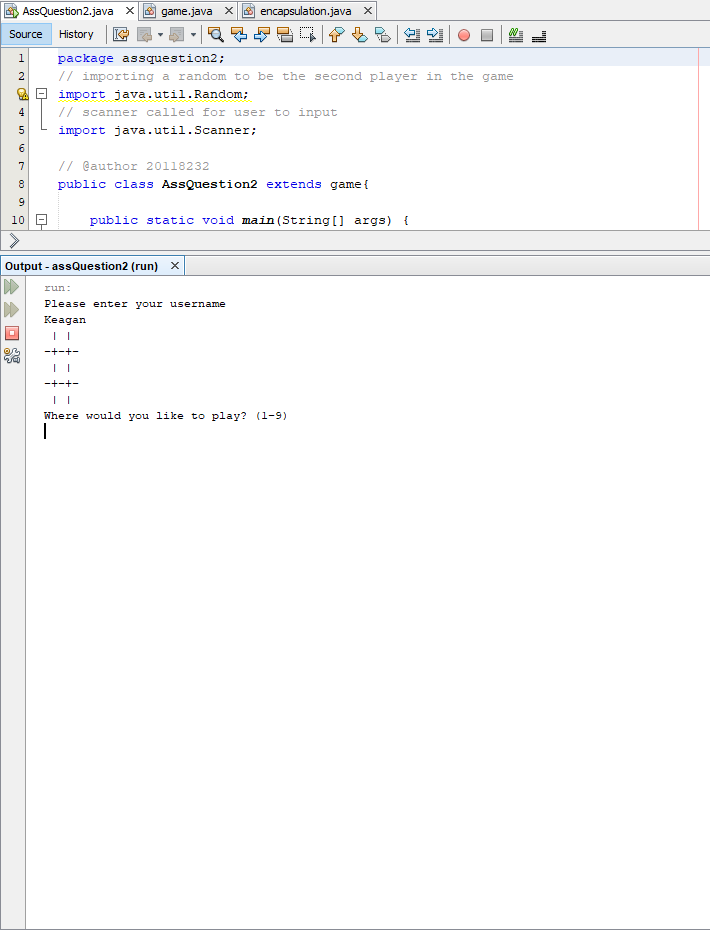 AssQuestion2.java game.java encapsulation.java
Source History
1 package assquestion2;
2 // importing a random to be the second player in the game
import java.util.Random;
4 // scanner called for user to input
5 import java.util.Scanner;
6
7 // @author 20118232
8 public class AssQuestion2 extends game{
9
10 public static void main(String[] args) {
Output - assQuestion2 (run)
run:
Please enter your username
Keagan
| |
-+-+-
| |
-+-+-
| |
Where would you like to play? (1-9)